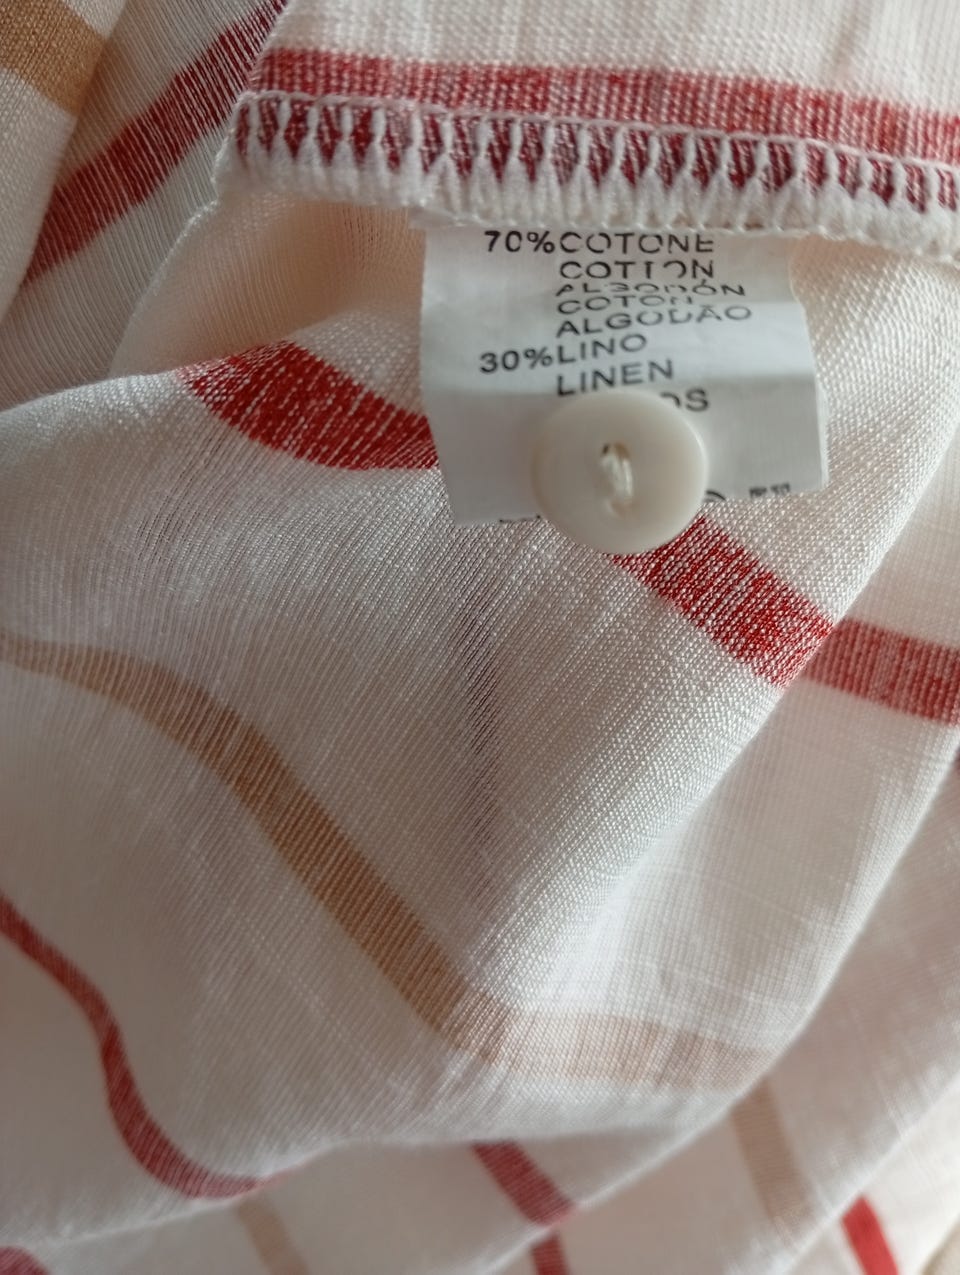 70%COTONE
COTTON
ALGODÓN
COTON
ALGODÃO
30%LINO
LINEN